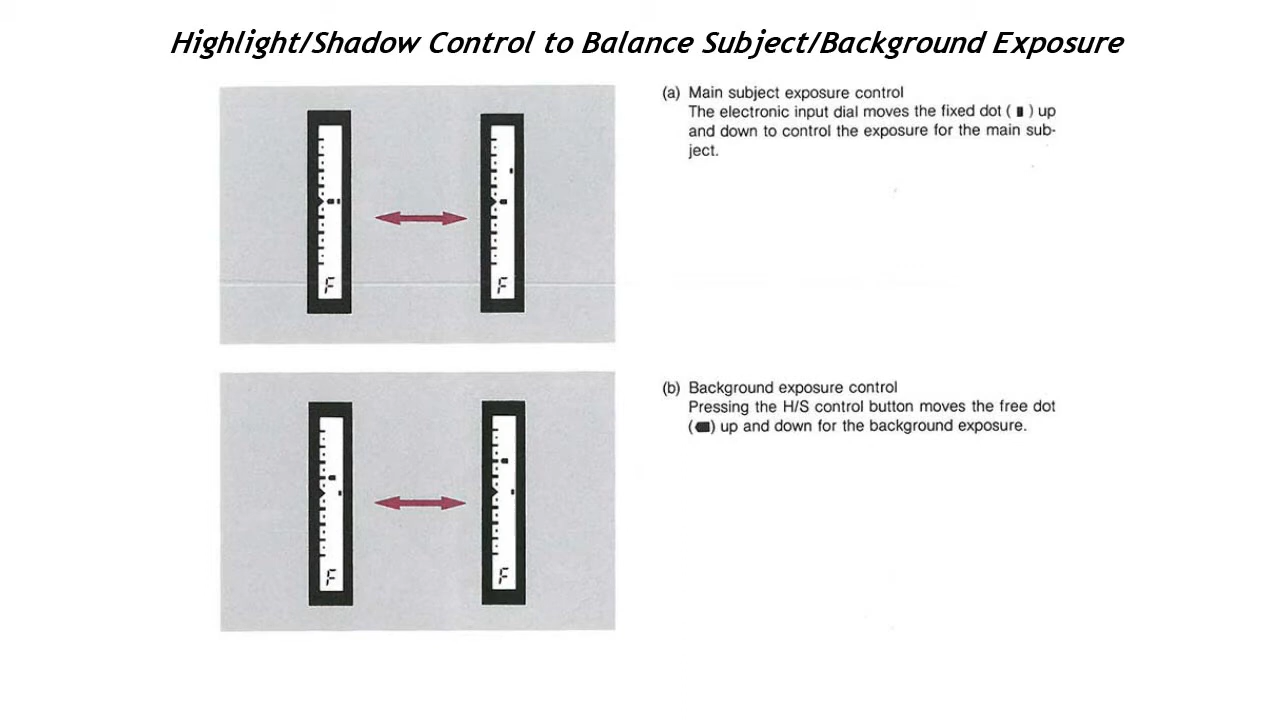 Highlight/Shadow Control to Balance Subject/Background Exposure
(a) Main subject exposure control
The electronic input dial moves the fixed dot ( ▮ ) up
and down to control the exposure for the main sub-
ject.
F
F
(b) Background exposure control
Pressing the H/S control button moves the free dot
( ) up and down for the background exposure.
F
F